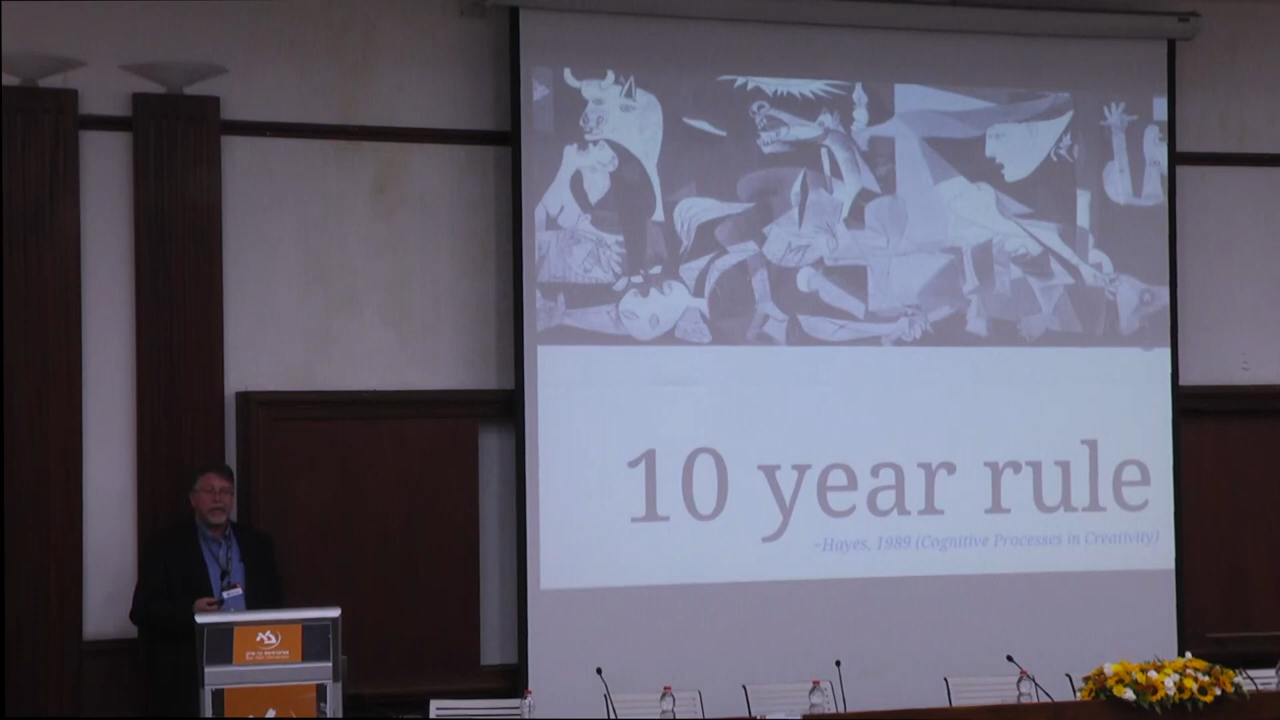 10 year rule
~Hayes, 1989 (Cognitive Processes in Creativity)